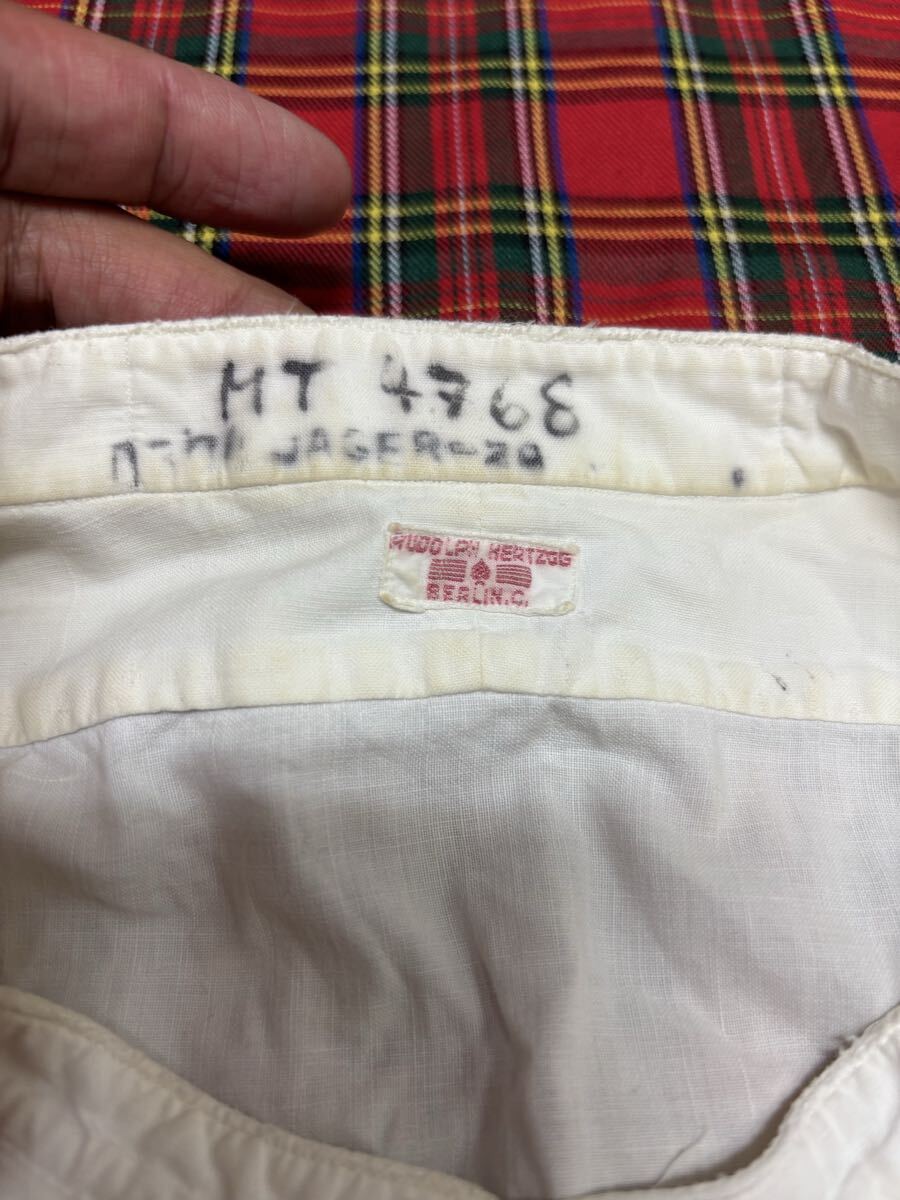 MT 4768
JAGER-20
RUDOLPH HERTZOG
BERLIN.C.